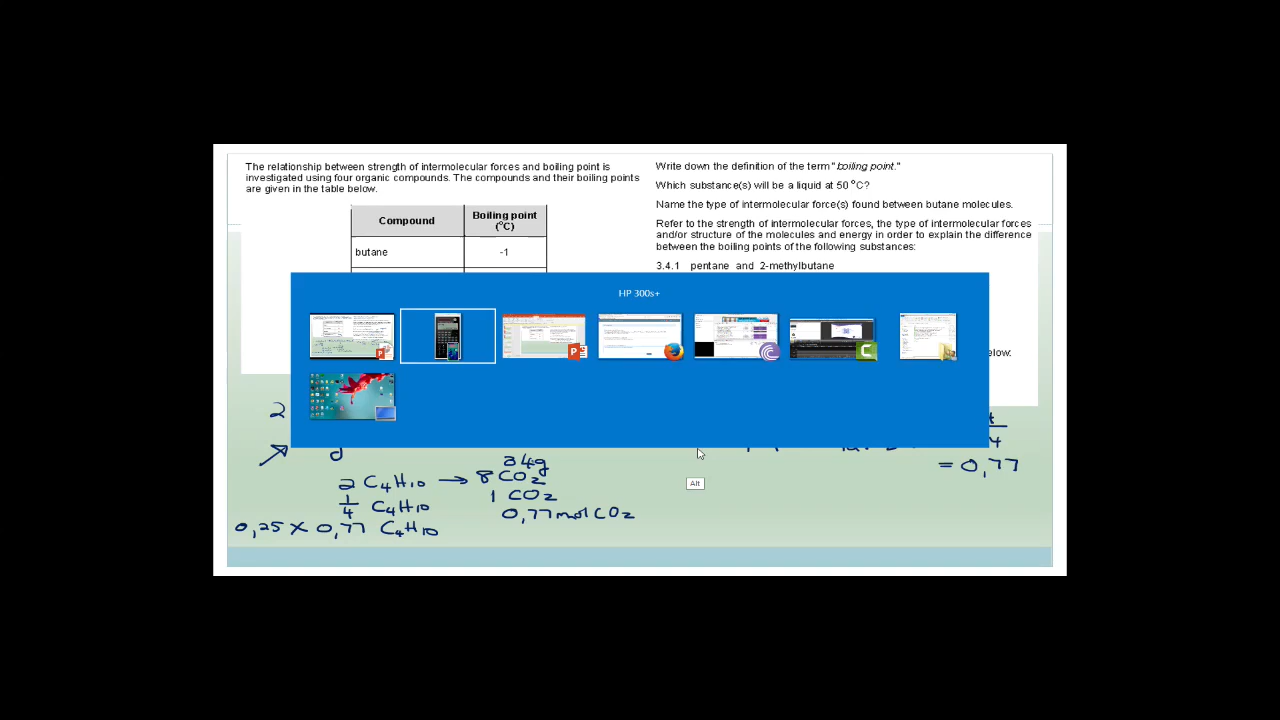 The relationship between strength of intermolecular forces and boiling point is
investigated using four organic compounds. The compounds and their boiling points
are given in the table below.
Compound Boiling point
(°C)
butane -1
Write down the definition of the term "boiling point."
Which substance(s) will be a liquid at 50 °C?
Name the type of intermolecular force(s) found between butane molecules.
Refer to the strength of intermolecular forces, the type of intermolecular forces
and/or structure of the molecules and energy in order to explain the difference
between the boiling points of the following substances:
3.4.1 pentane and 2-methylbutane
HP 300s+
elow:
2
4
= 0,77
34g
2 C4H10 → 8 CO2
1/4 C4H10 1 CO2
0,77 mol CO2
0,25 × 0,77 C4H10
Alt